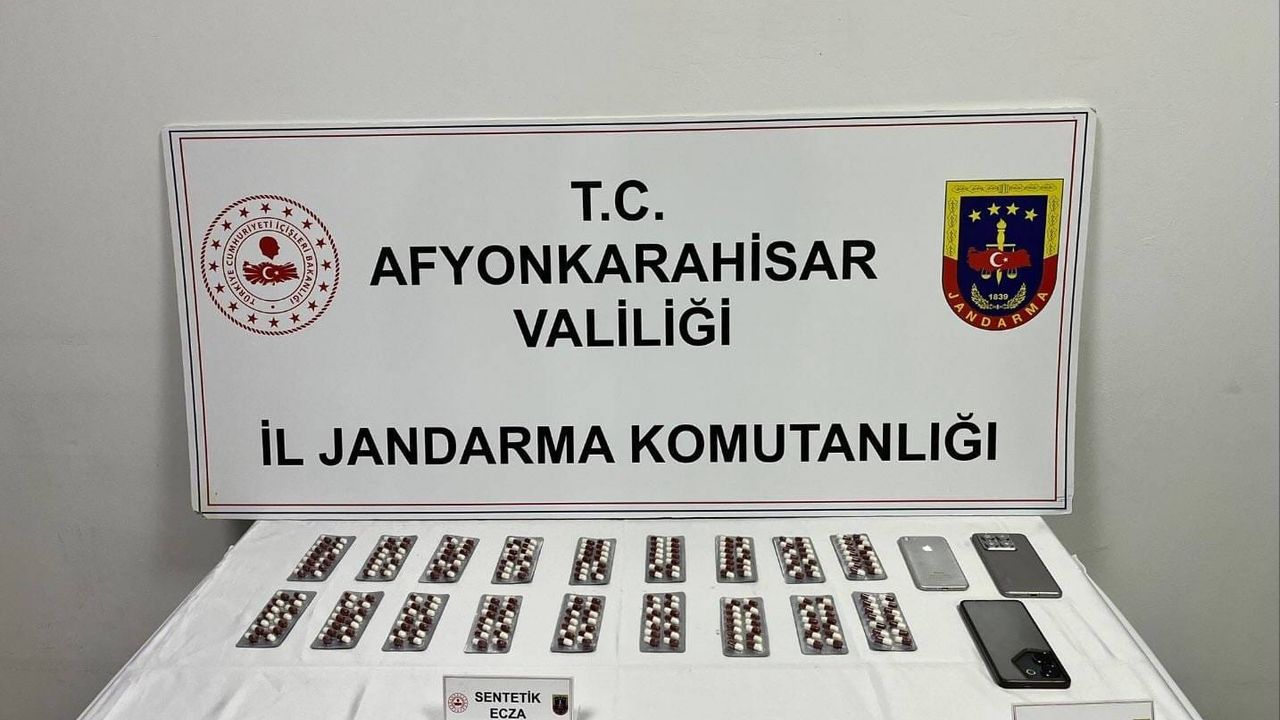 T.C.
AFYONKARAHİSAR
VALİLİĞİ
İL JANDARMA KOMUTANLIĞI
TÜRKİYE CUMHURİYETİ İÇİŞLERİ BAKANLIĞI
1839
JANDARMA
SENTETİK
ECZA